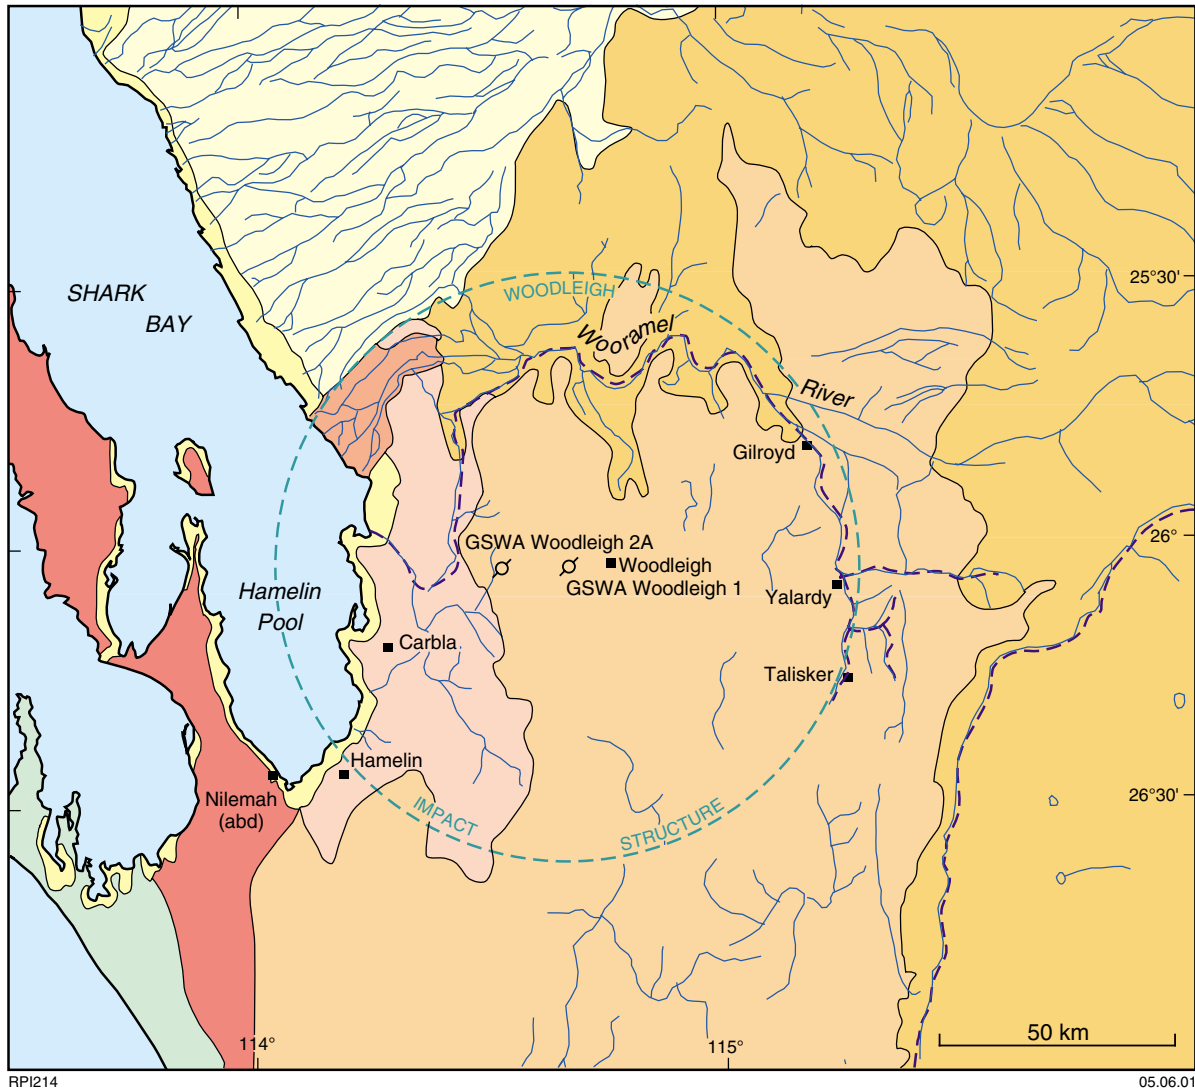 SHARK
BAY
25°30'
WOODLEIGH
Wooramel
River
Gilroyd
GSWA Woodleigh 2A
26°
Woodleigh
GSWA Woodleigh 1
Hamelin
Pool
Yalardy
Carbla
Talisker
Hamelin
Nilemah
(abd)
IMPACT
STRUCTURE
26°30'
114°
115°
50 km
RPI214
05.06.01